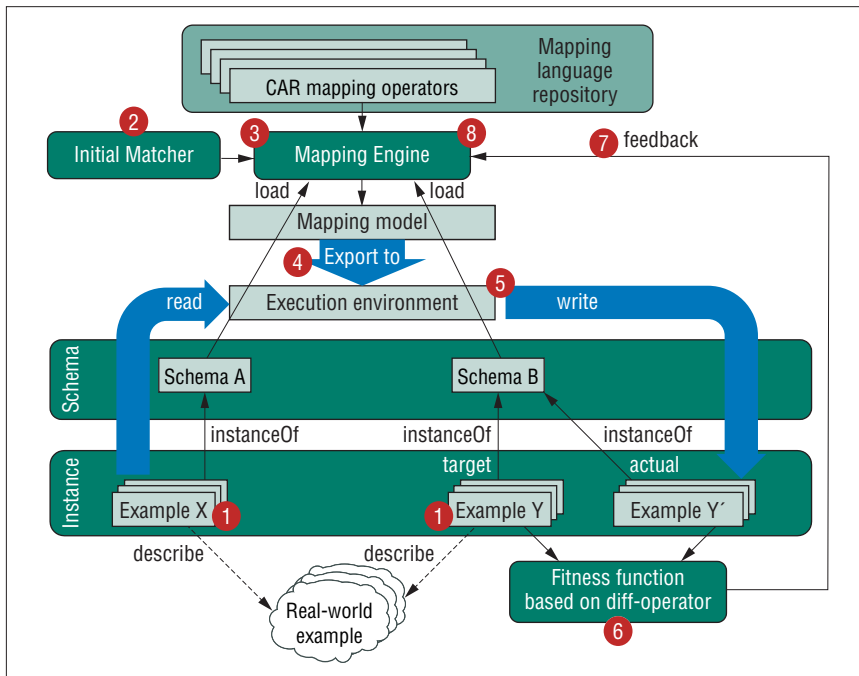 Mapping
language
repository
CAR mapping operators
2
Initial Matcher
3
Mapping Engine
8
7 feedback
load
load
Mapping model
4
Export to
5
read
Execution environment
write
Schema
Schema A
Schema B
instanceOf
instanceOf
instanceOf
Instance
target
actual
Example X
1
1
Example Y
Example Y´
describe
describe
Real-world
example
Fitness function
based on diff-operator
6